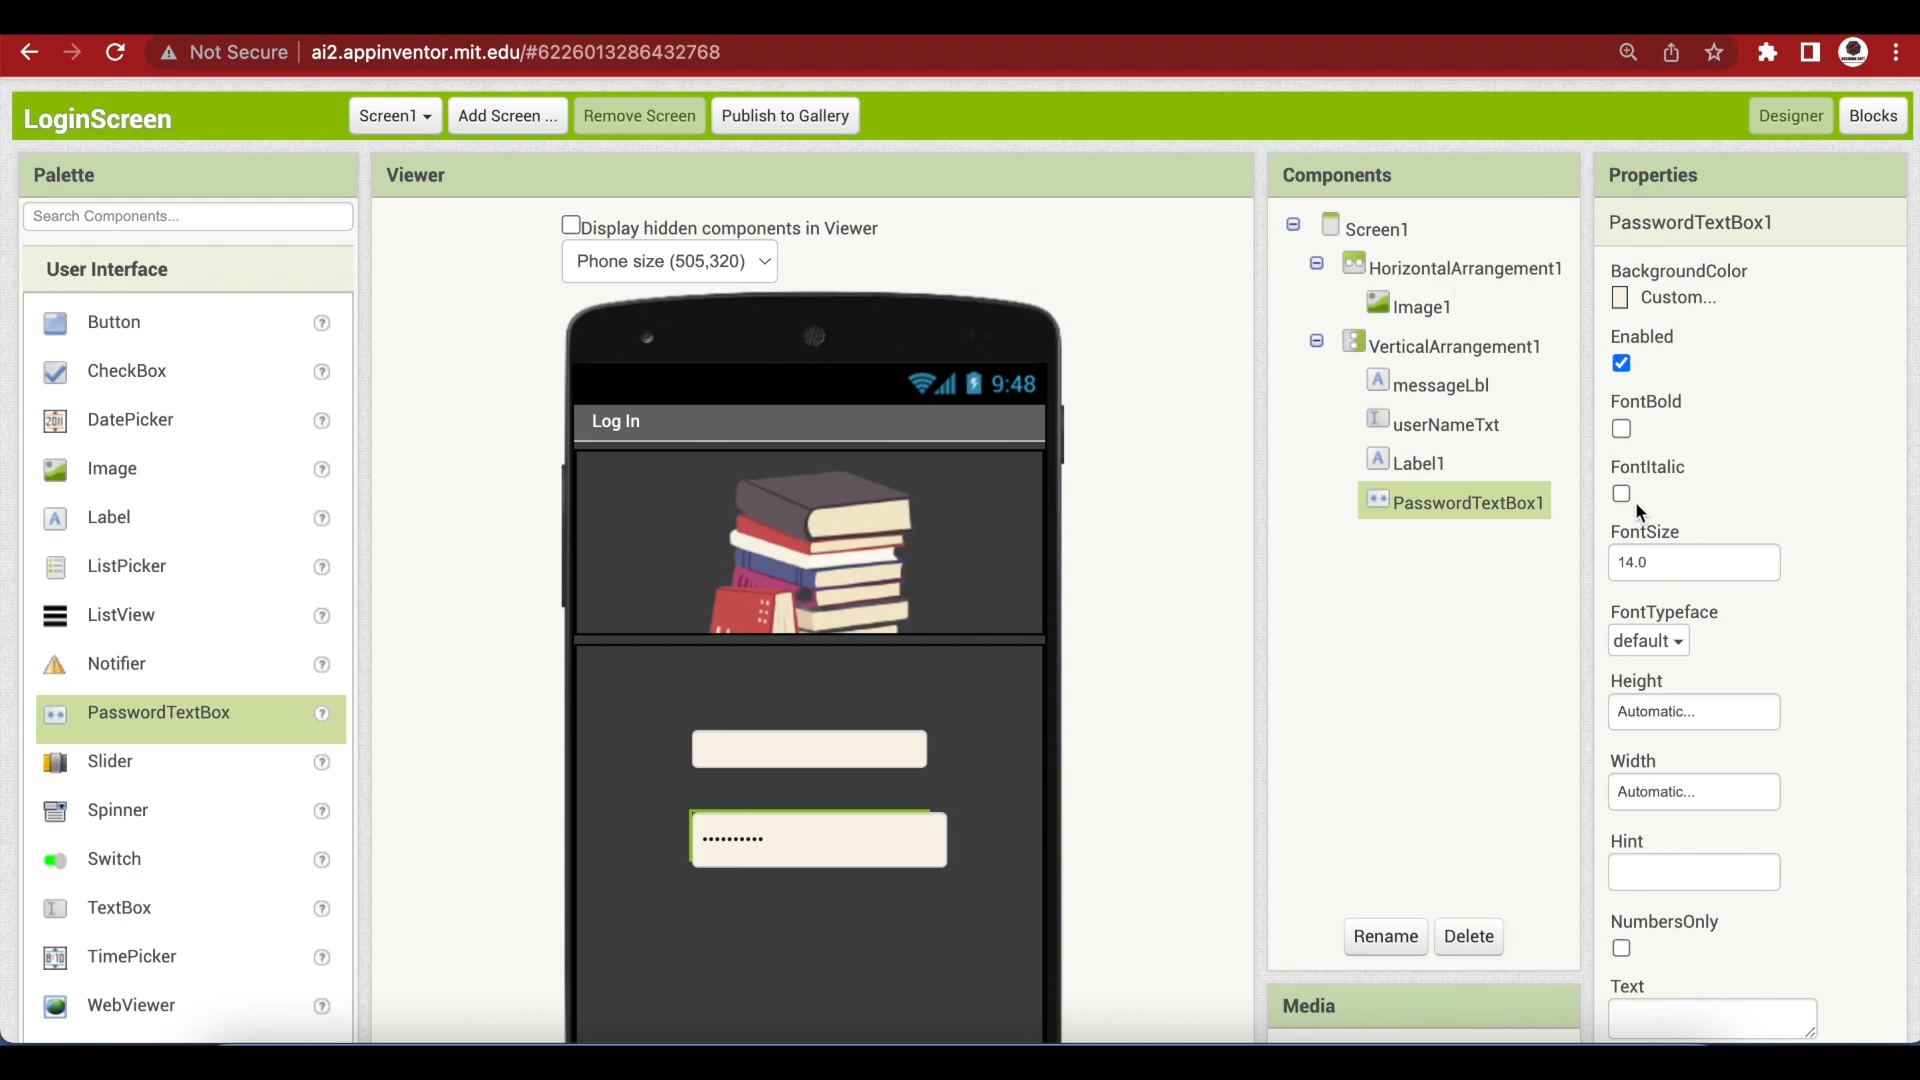 Not Secure | ai2.appinventor.mit.edu/#6226013286432768
LoginScreen
Screen1
Add Screen ...
Remove Screen
Publish to Gallery
Designer
Blocks
Palette
Search Components...
User Interface
Button
CheckBox
DatePicker
Image
Label
ListPicker
ListView
Notifier
PasswordTextBox
Slider
Spinner
Switch
TextBox
TimePicker
WebViewer
Viewer
Display hidden components in Viewer
Phone size (505,320)
9:48
Log In
••••••••••
Components
Screen1
HorizontalArrangement1
Image1
VerticalArrangement1
messageLbl
userNameTxt
Label1
PasswordTextBox1
Rename
Delete
Media
Properties
PasswordTextBox1
BackgroundColor
Custom...
Enabled
FontBold
FontItalic
FontSize
14.0
FontTypeface
default
Height
Automatic...
Width
Automatic...
Hint
NumbersOnly
Text